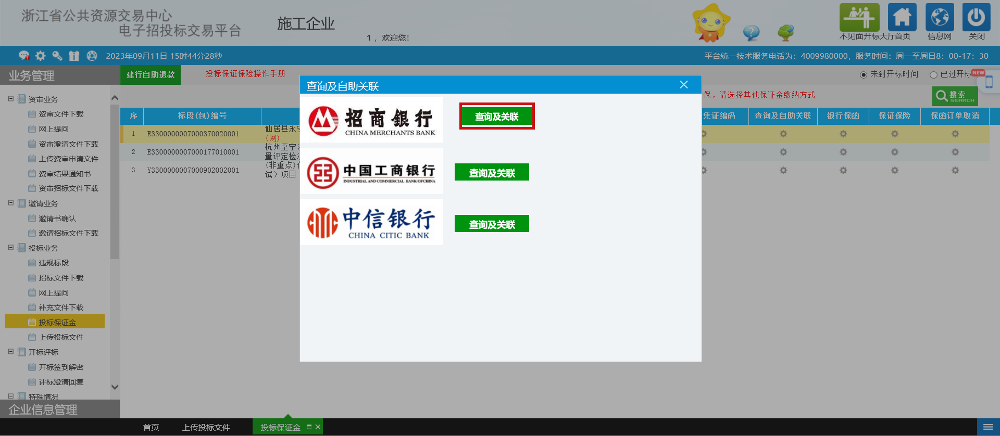 浙江省公共资源交易中心
电子招投标交易平台
施工企业
1 ，欢迎您!
不见面开标大厅
首页
信息网
关闭
2023年09月11日 15时44分28秒
平台统一技术服务电话为：4009980000，服务时间：周一至周日8：00-17：30
业务管理
建行自助退款
投标保证保险操作手册
未到开标时间
已过开标
NEW
保，请选择其他保证金缴纳方式
搜索
SEARCH
序
标段(包)编号
凭证编码
查询及自助关联
银行保函
保证保险
保函订单取消
1
E3300000007000370020001
仙居县永安
(网)
2
E3300000007000177010001
杭州至宁波
量评定检测
3
Y3300000007000902002001
(非重点)住
试）项目
资审业务
资审文件下载
网上提问
资审澄清文件下载
上传资审申请文件
资审结果通知书
资审招标文件下载
邀请业务
邀请书确认
邀请招标文件下载
投标业务
违规标段
招标文件下载
网上提问
补充文件下载
投标保证金
上传投标文件
开标评标
开标签到解密
评标澄清回复
特殊情况
企业信息管理
查询及自助关联
招商银行
CHINA MERCHANTS BANK
查询及关联
中国工商银行
INDUSTRIAL AND COMMERCIAL BANK OF CHINA
查询及关联
中信银行
CHINA CITIC BANK
查询及关联
首页
上传投标文件
投标保证金